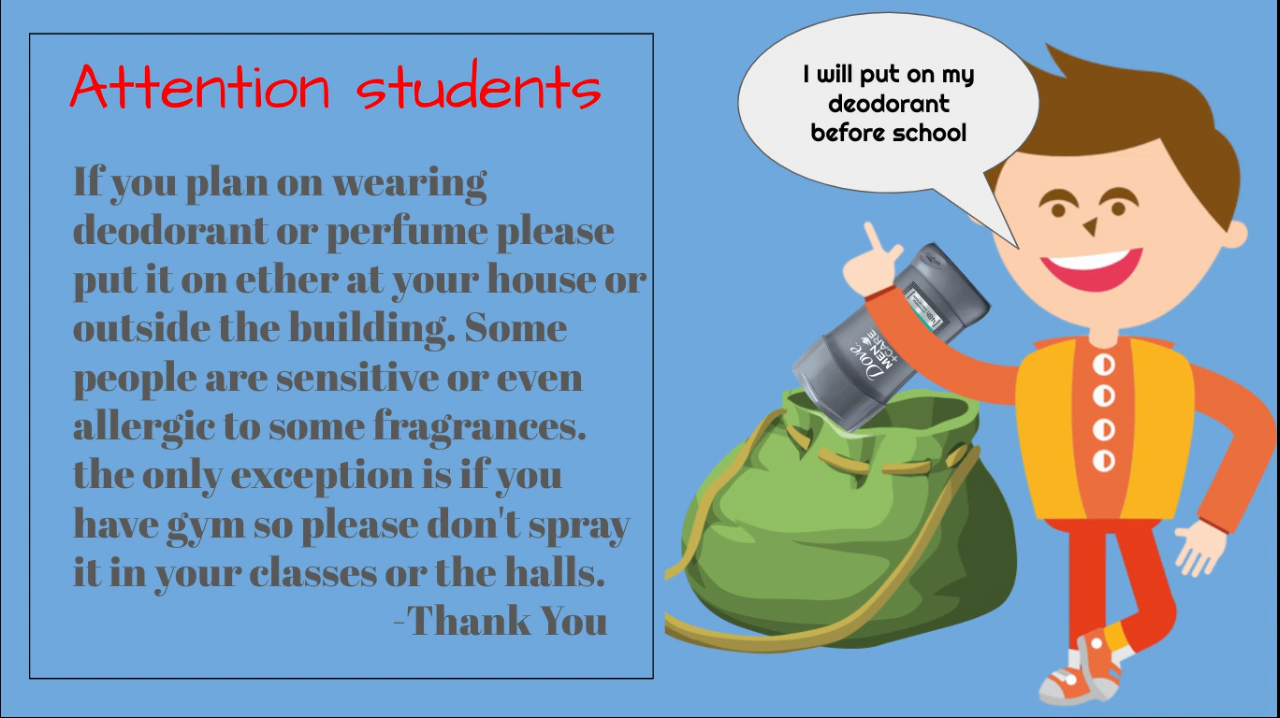 Attention students
If you plan on wearing
deodorant or perfume please
put it on ether at your house or
outside the building. Some
people are sensitive or even
allergic to some fragrances.
the only exception is if you
have gym so please don't spray
it in your classes or the halls.
-Thank You
I will put on my
deodorant
before school
Dove
MEN
+CARE